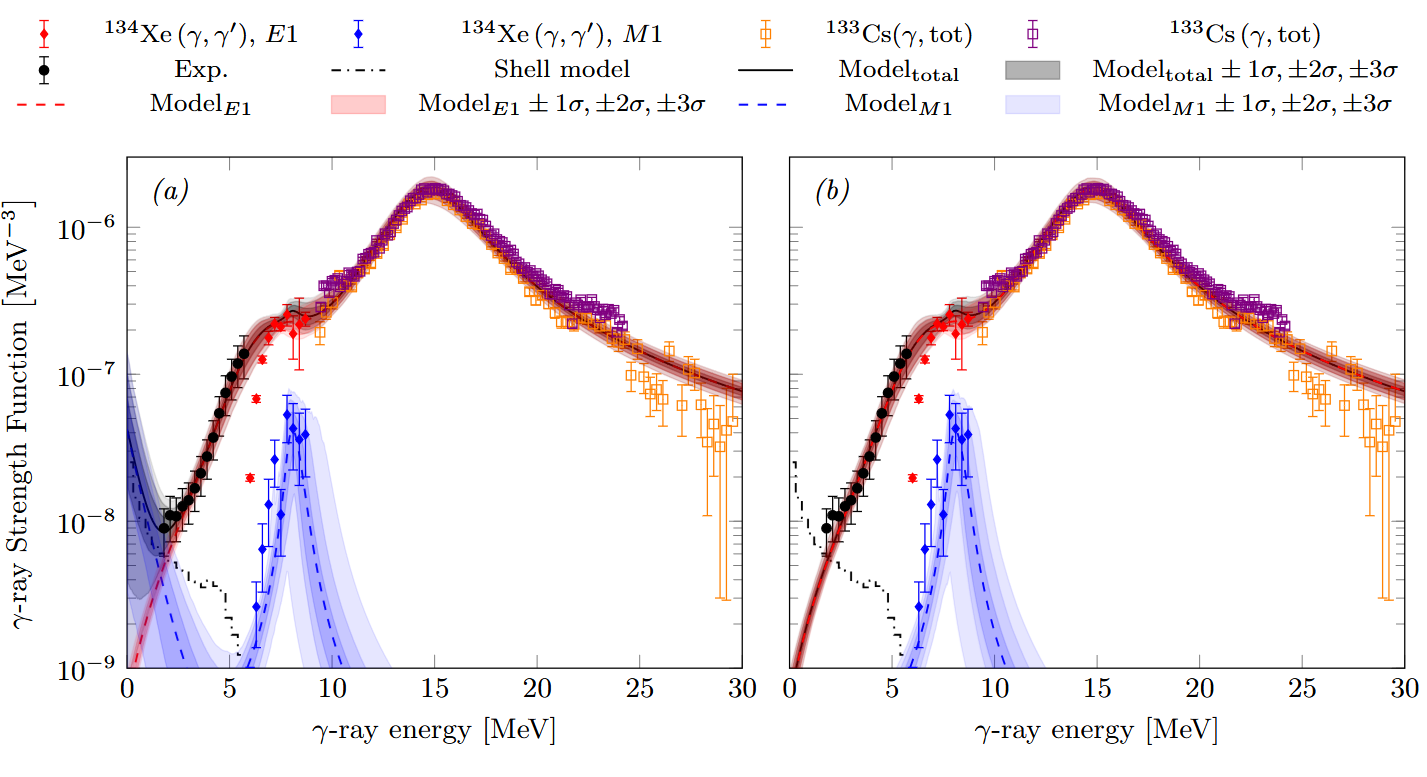 ¹³⁴Xe (γ, γ′), E1 ¹³⁴Xe (γ, γ′), M1 ¹³³Cs(γ, tot) ¹³³Cs (γ, tot)
Exp. Shell model Model_total Model_total ± 1σ, ±2σ, ±3σ
Model_E1 Model_E1 ± 1σ, ±2σ, ±3σ Model_M1 Model_M1 ± 1σ, ±2σ, ±3σ
γ-ray Strength Function [MeV⁻³]
(a) (b)
10⁻⁶
10⁻⁷
10⁻⁸
10⁻⁹
0 5 10 15 20 25 30 0 5 10 15 20 25 30
γ-ray energy [MeV] γ-ray energy [MeV]